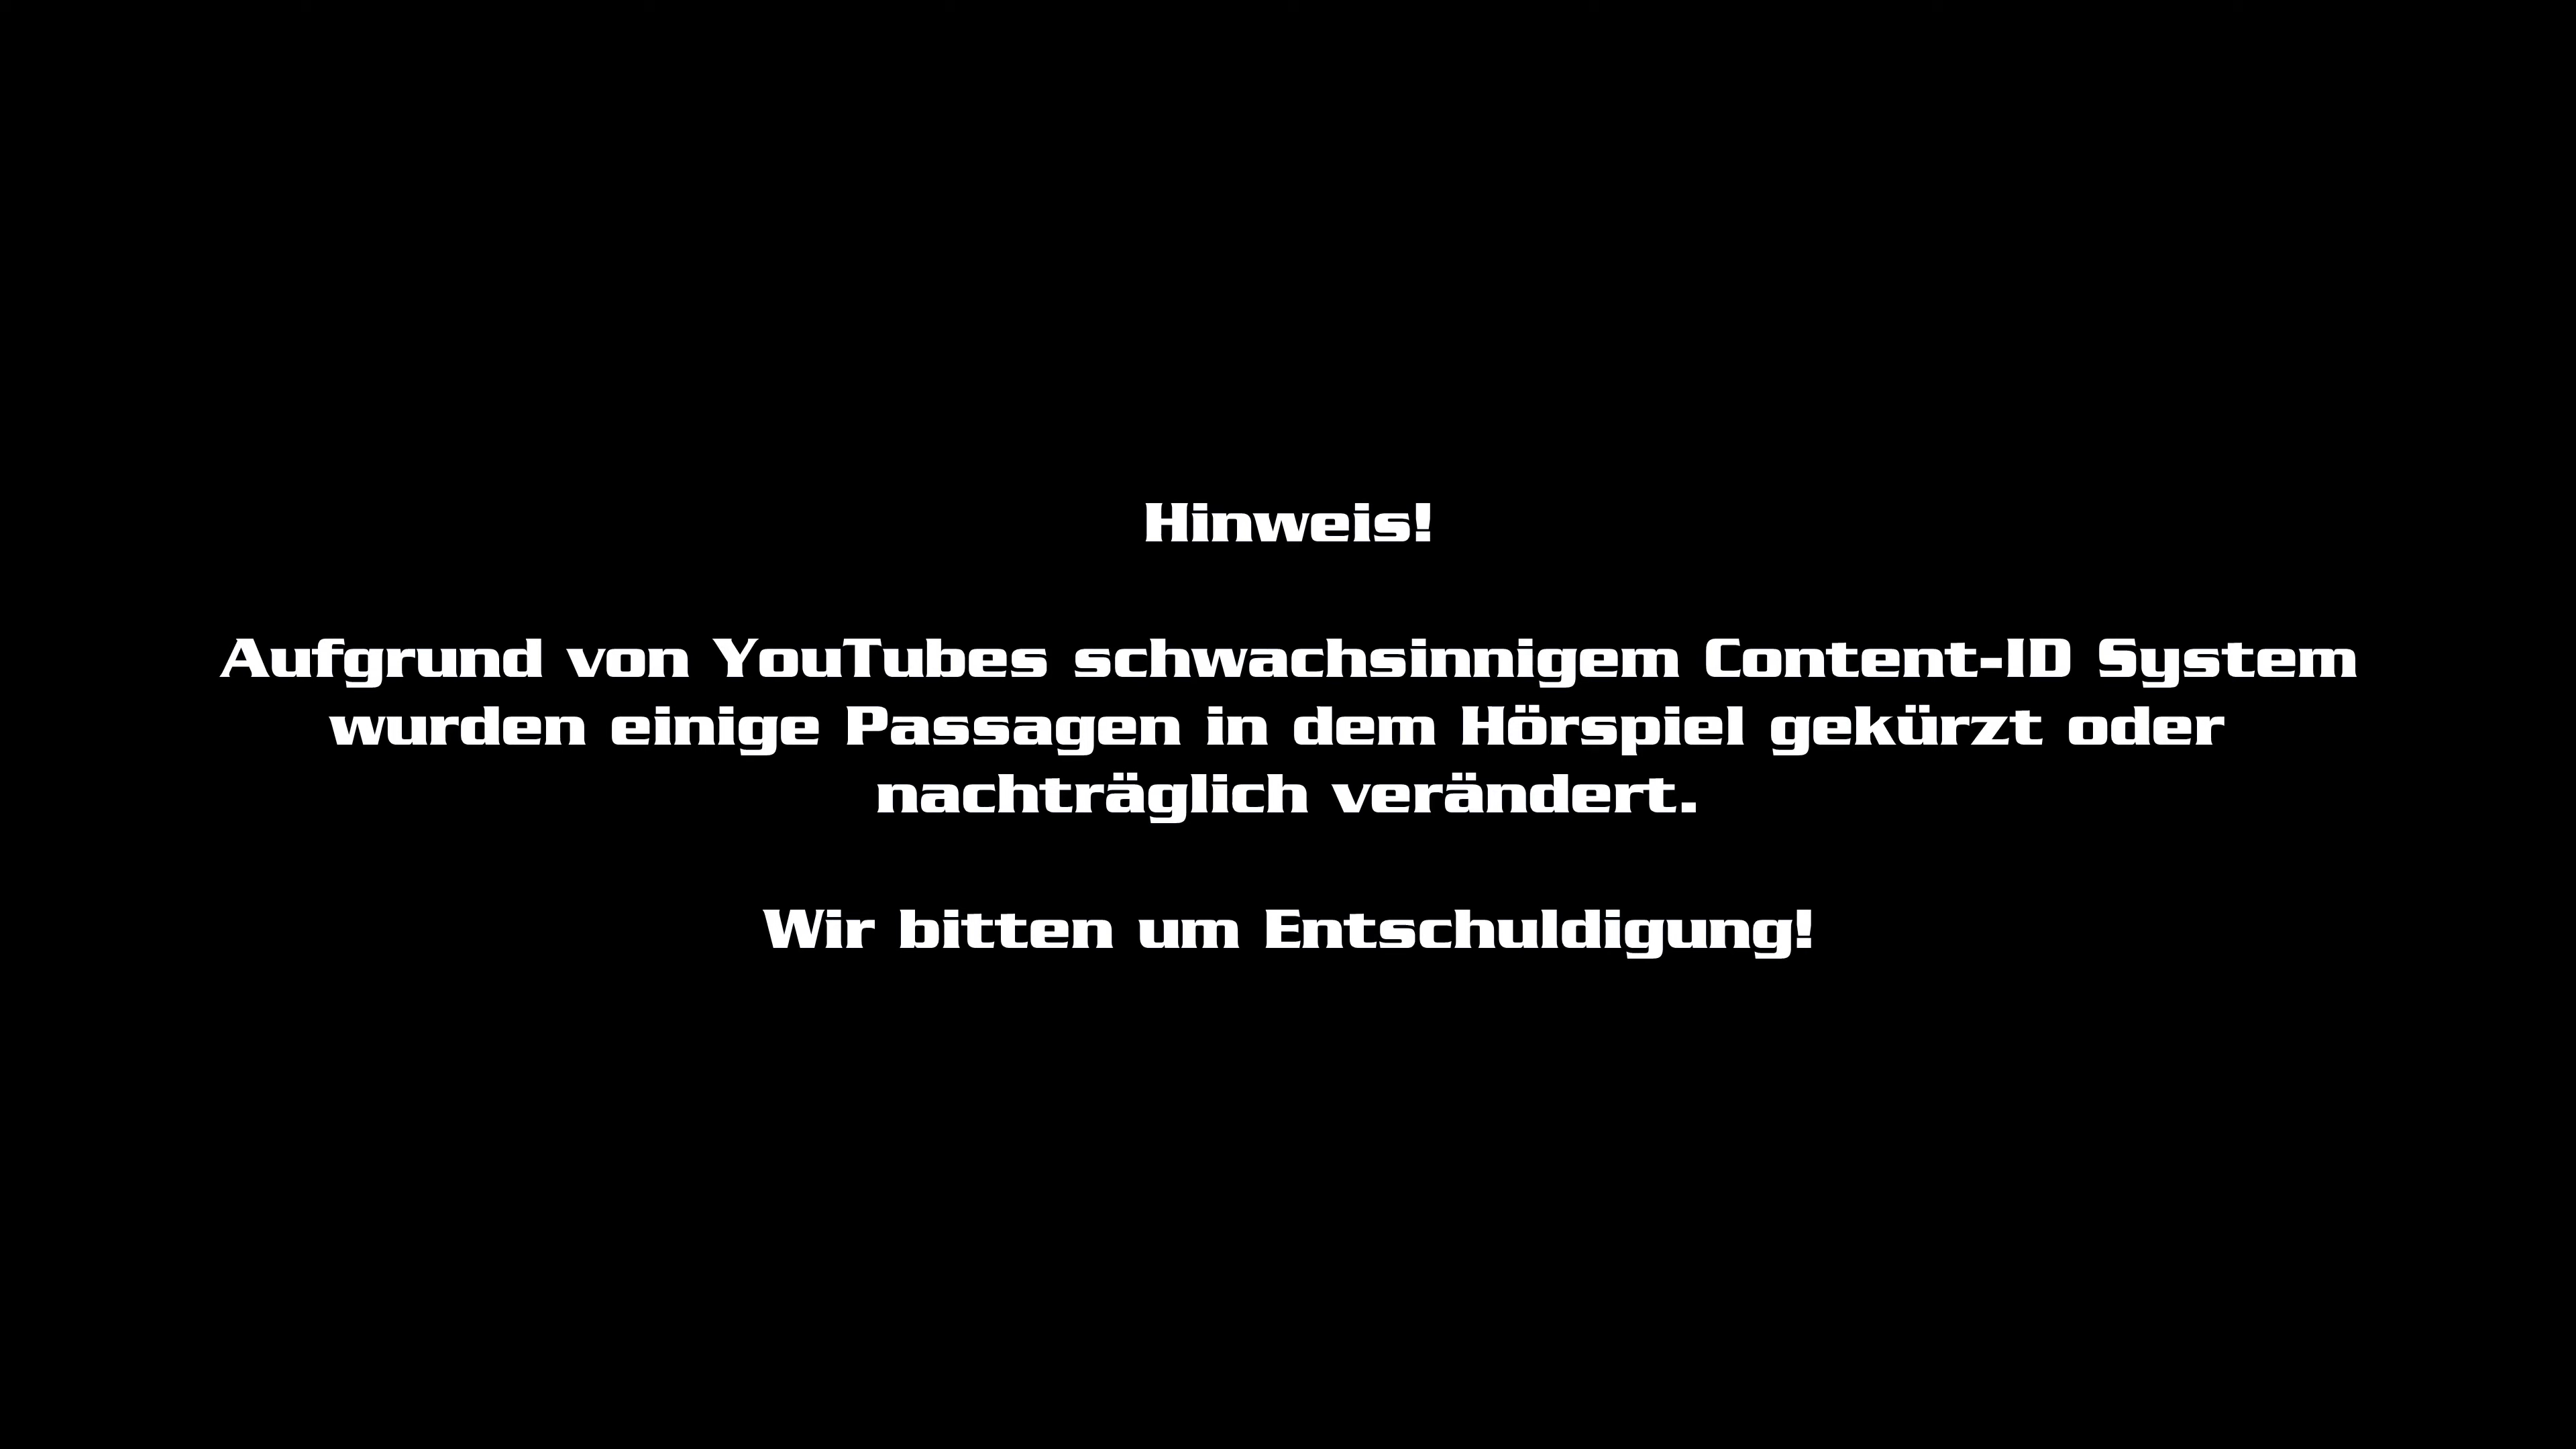 Hinweis!
Aufgrund von YouTubes schwachsinnigem Content-ID System
wurden einige Passagen in dem Hörspiel gekürzt oder
nachträglich verändert.
Wir bitten um Entschuldigung!